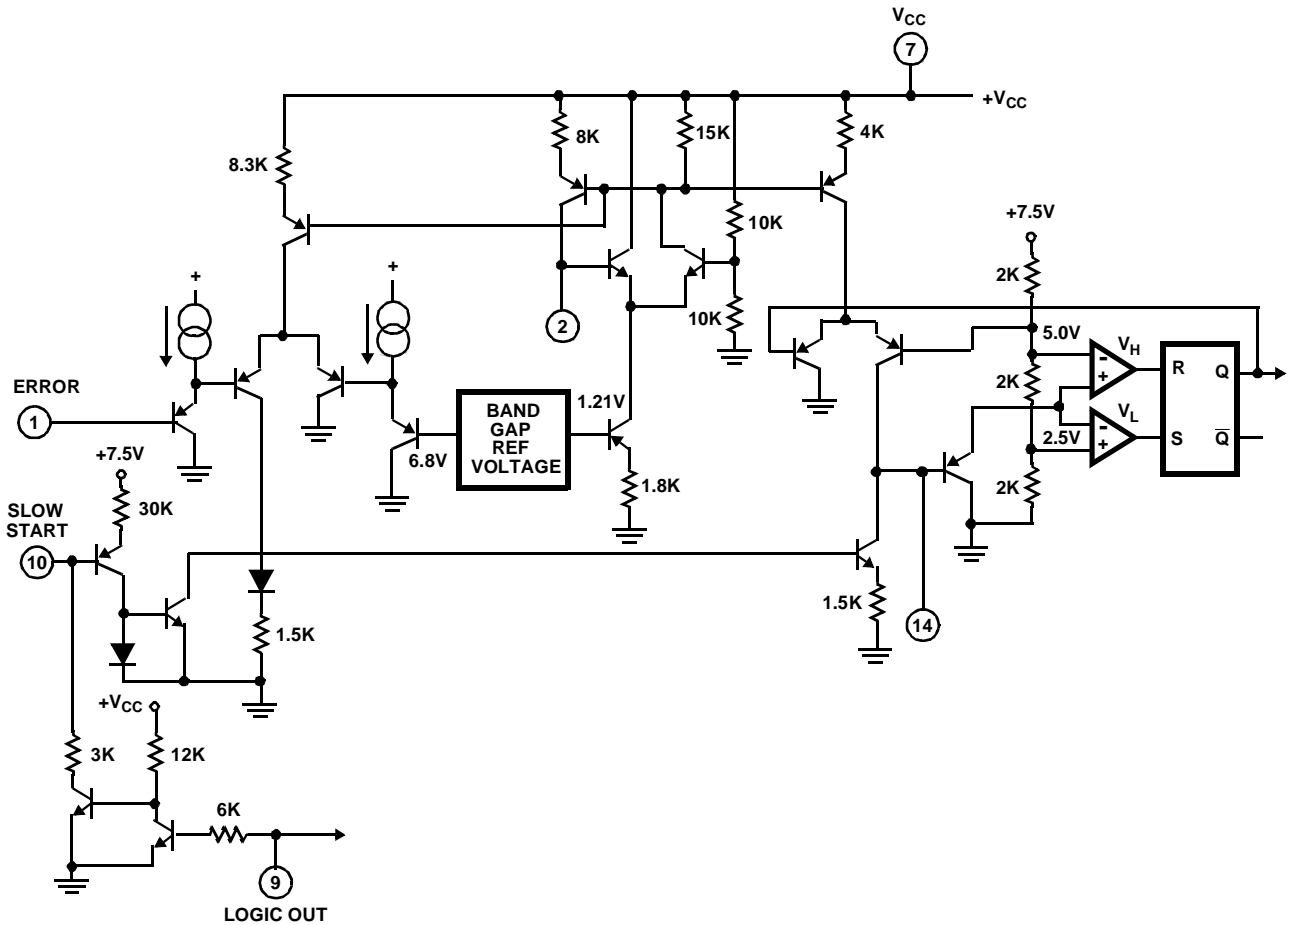 VCC
7
+VCC
8.3K
8K
15K
4K
10K
+7.5V
2K
+
+
10K
2
5.0V
VH
-
+
R
Q
ERROR
1
2K
BAND
GAP
REF
VOLTAGE
1.21V
6.8V
VL
2.5V
-
+
S
Q
+7.5V
30K
1.8K
2K
SLOW
START
10
1.5K
14
1.5K
+VCC
3K
12K
6K
9
LOGIC OUT